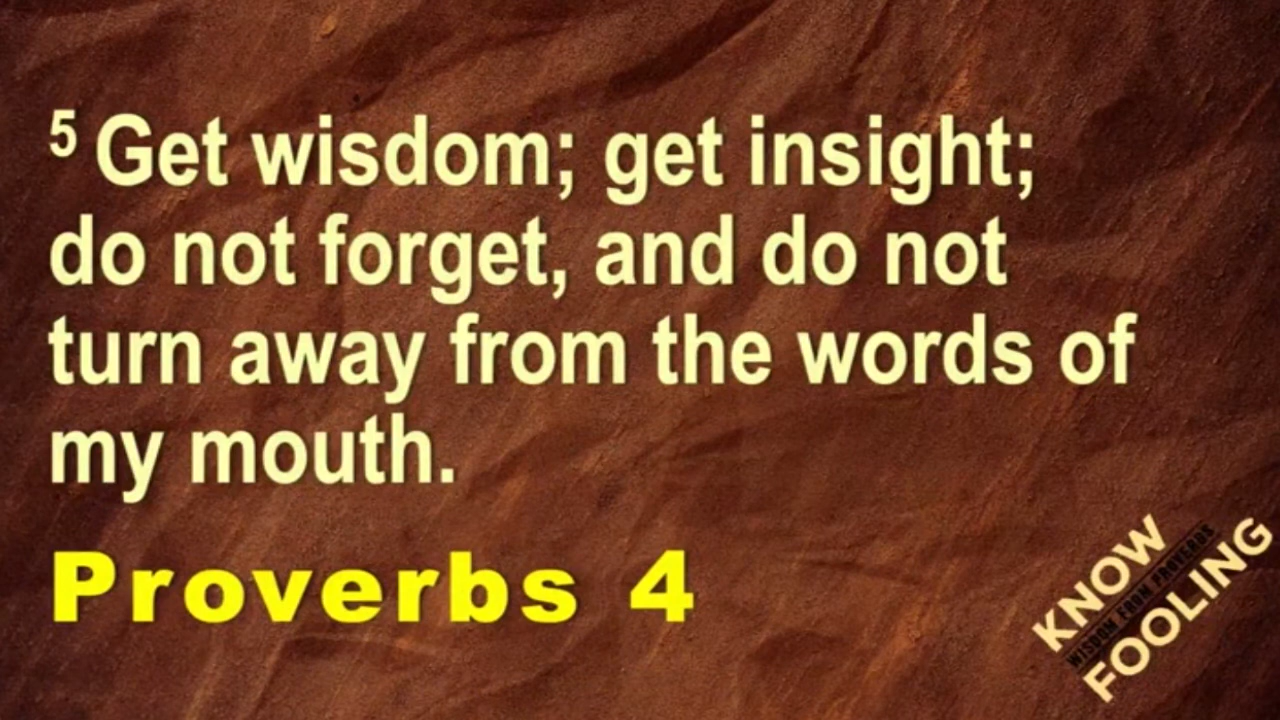 5 Get wisdom; get insight;
do not forget, and do not
turn away from the words of
my mouth.
Proverbs 4
KNOW
WISDOM FROM PROVERBS
FOOLING